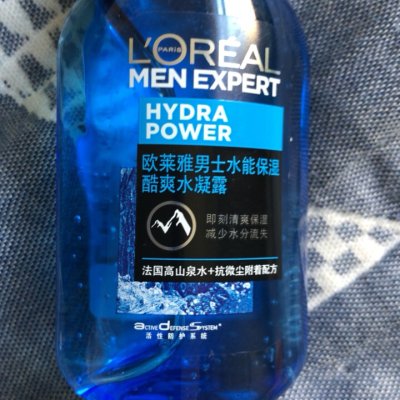 L'ORÉAL
PARIS
MEN EXPERT
HYDRA
POWER
欧莱雅男士水能保湿
酷爽水凝露
即刻清爽保湿
减少水分流失
法国高山泉水+抗微尘附着配方
ACTIVE DEFENSE SYSTEM
活性防护系统